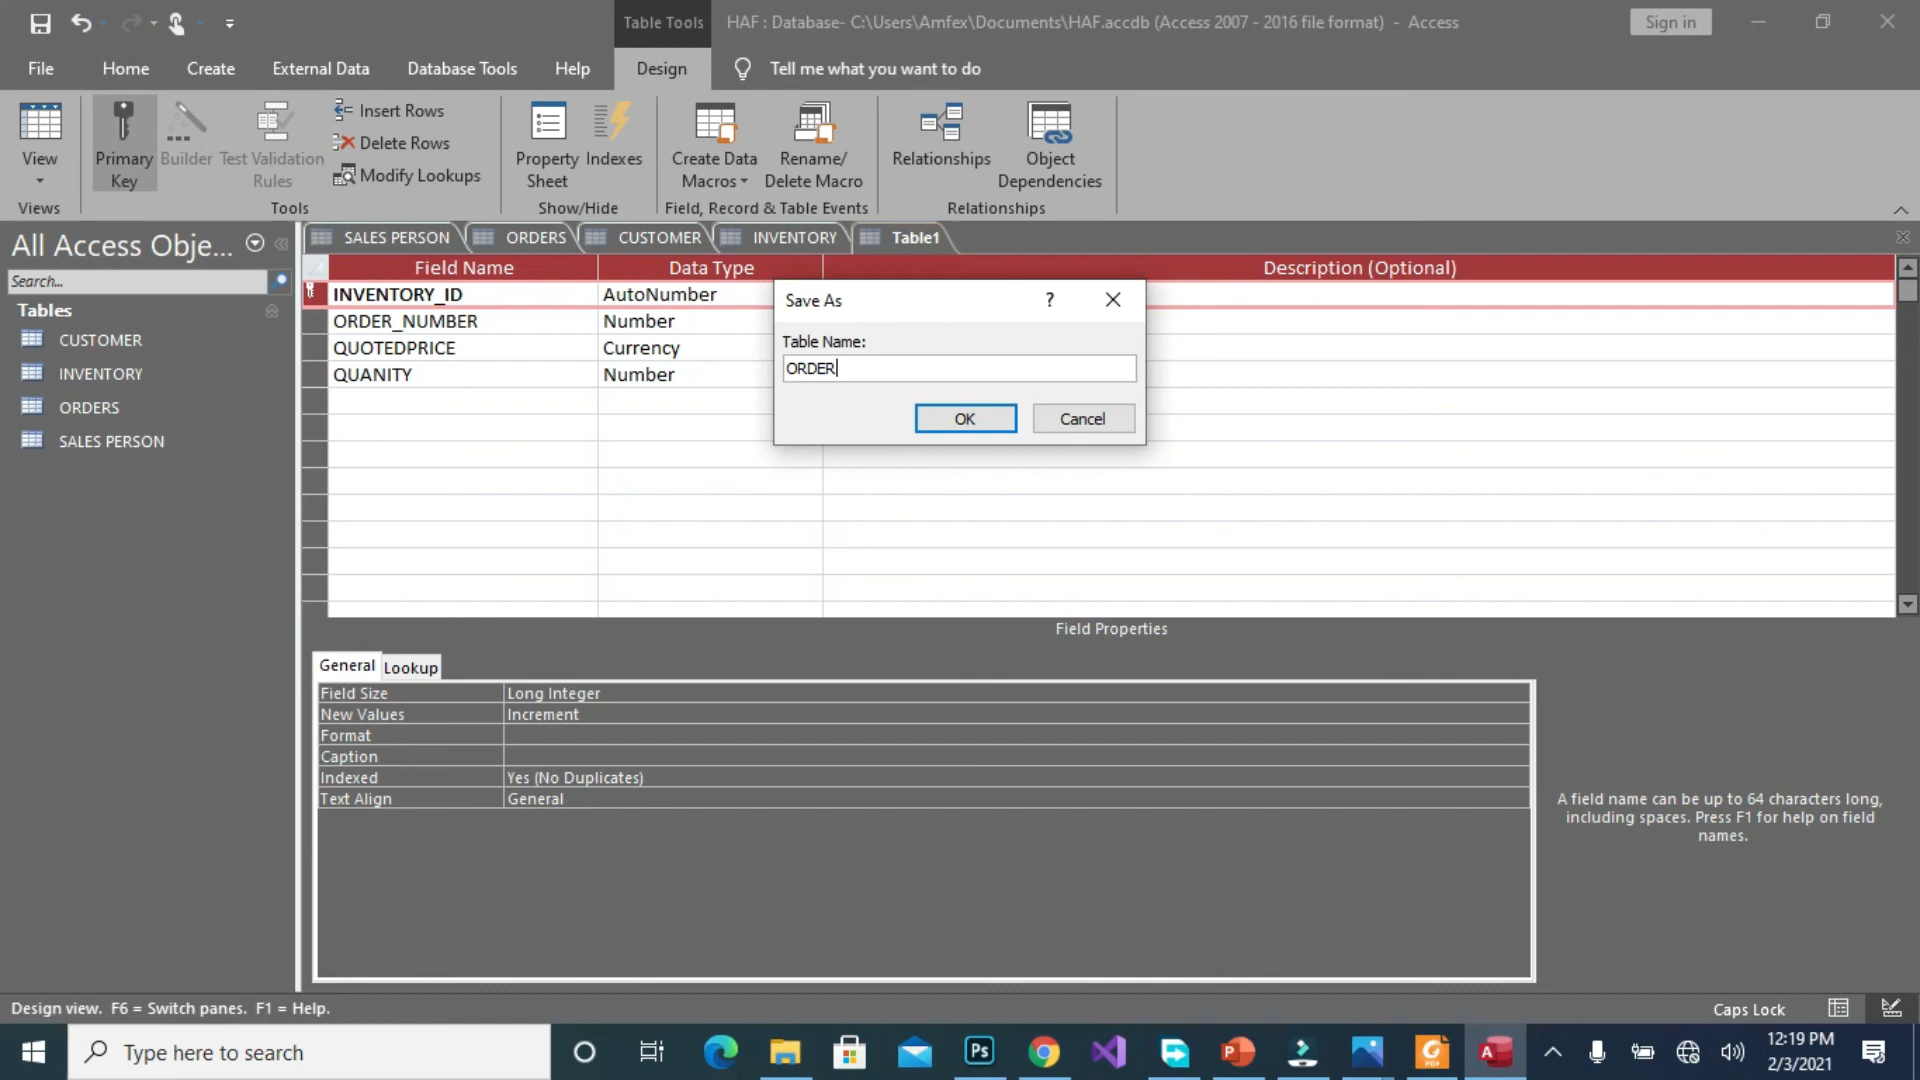 Table Tools
HAF : Database- C:\Users\Amfex\Documents\HAF.accdb (Access 2007 - 2016 file format) - Access
Sign in
File Home Create External Data Database Tools Help Design Tell me what you want to do
View
Primary Key
Builder
Test Validation Rules
Insert Rows
Delete Rows
Modify Lookups
Property Sheet
Indexes
Create Data Macros
Rename/ Delete Macro
Relationships
Object Dependencies
Views Tools Show/Hide Field, Record & Table Events Relationships
All Access Obje...
Search...
Tables
CUSTOMER
INVENTORY
ORDERS
SALES PERSON
SALES PERSON ORDERS CUSTOMER INVENTORY Table1
Field Name Data Type Description (Optional)
INVENTORY_ID AutoNumber
ORDER_NUMBER Number
QUOTEDPRICE Currency
QUANITY Number
Save As ?
Table Name:
ORDER
OK Cancel
Field Properties
General Lookup
Field Size Long Integer
New Values Increment
Format
Caption
Indexed Yes (No Duplicates)
Text Align General
A field name can be up to 64 characters long,
including spaces. Press F1 for help on field
names.
Design view. F6 = Switch panes. F1 = Help.
Caps Lock
Type here to search
Ps
12:19 PM
2/3/2021